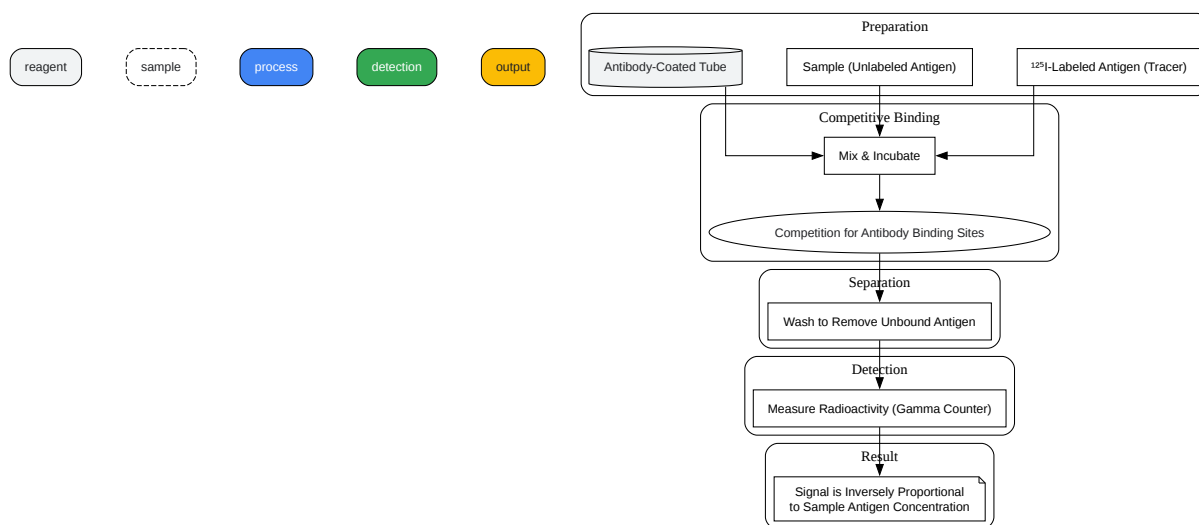 Preparation
reagent
sample
process
detection
output
Antibody-Coated Tube
Sample (Unlabeled Antigen)
¹²⁵I-Labeled Antigen (Tracer)
Competitive Binding
Mix & Incubate
Competition for Antibody Binding Sites
Separation
Wash to Remove Unbound Antigen
Detection
Measure Radioactivity (Gamma Counter)
Result
Signal is Inversely Proportional
to Sample Antigen Concentration